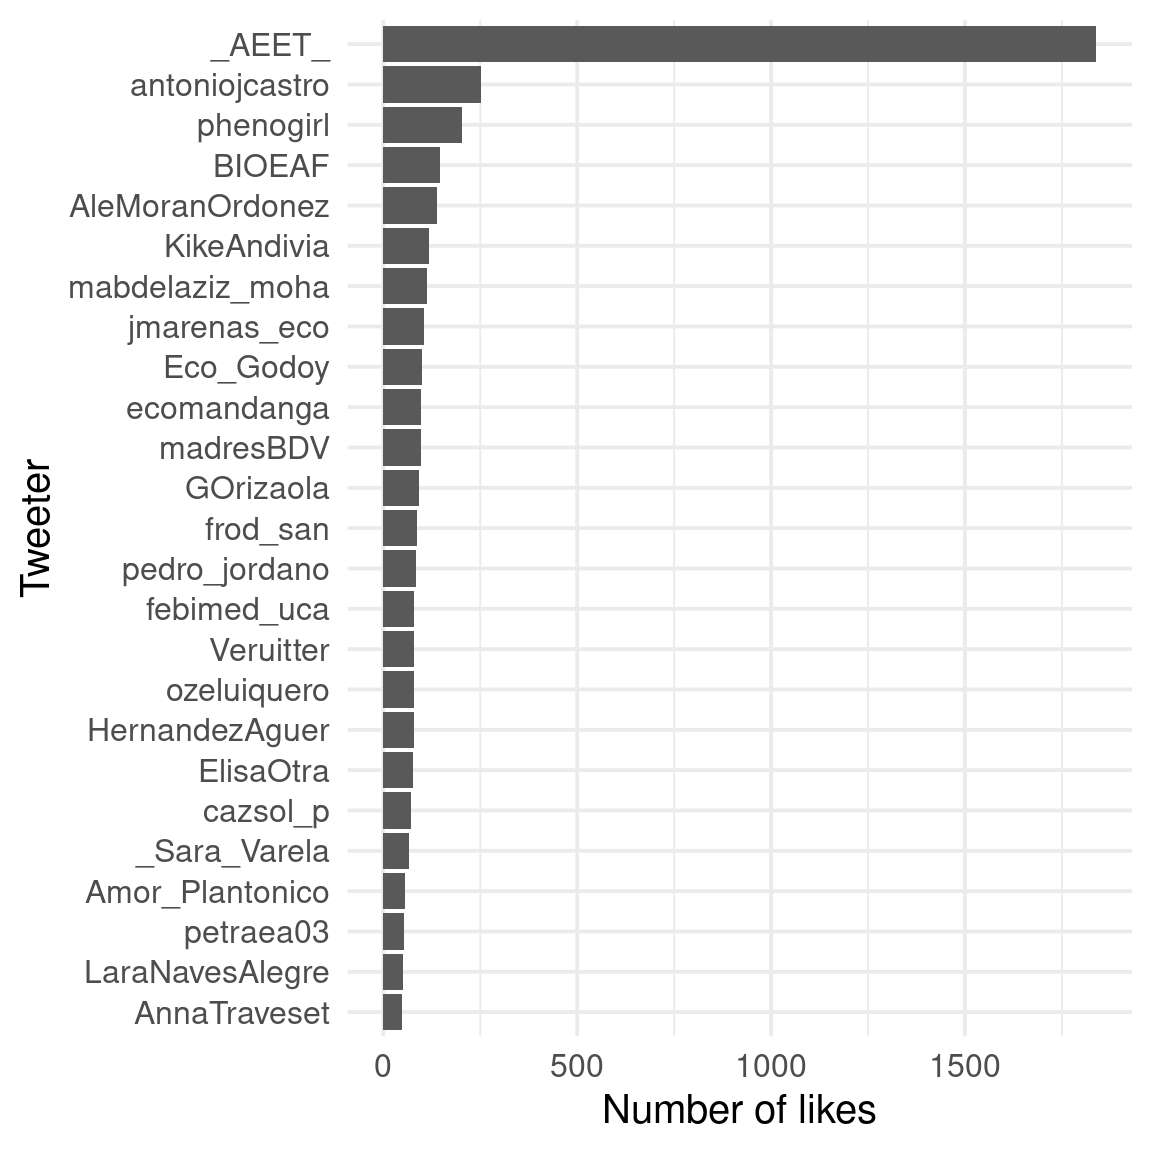 _AEET_
antoniojcastro
phenogirl
BIOEAF
AleMoranOrdonez
KikeAndivia
mabdelaziz_moha
jmarenas_eco
Eco_Godoy
ecomandanga
madresBDV
GOrizaola
frod_san
pedro_jordano
febimed_uca
Veruitter
ozeluiquero
HernandezAguer
ElisaOtra
cazsol_p
_Sara_Varela
Amor_Plantonico
petraea03
LaraNavesAlegre
AnnaTraveset
Tweeter
0 500 1000 1500
Number of likes